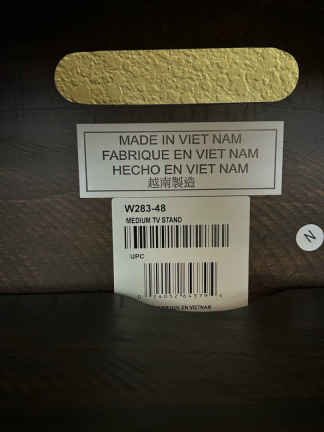 MADE IN VIET NAM
FABRIQUE EN VIET NAM
HECHO EN VIET NAM
越南製造
W283-48
MEDIUM TV STAND
UPC
N